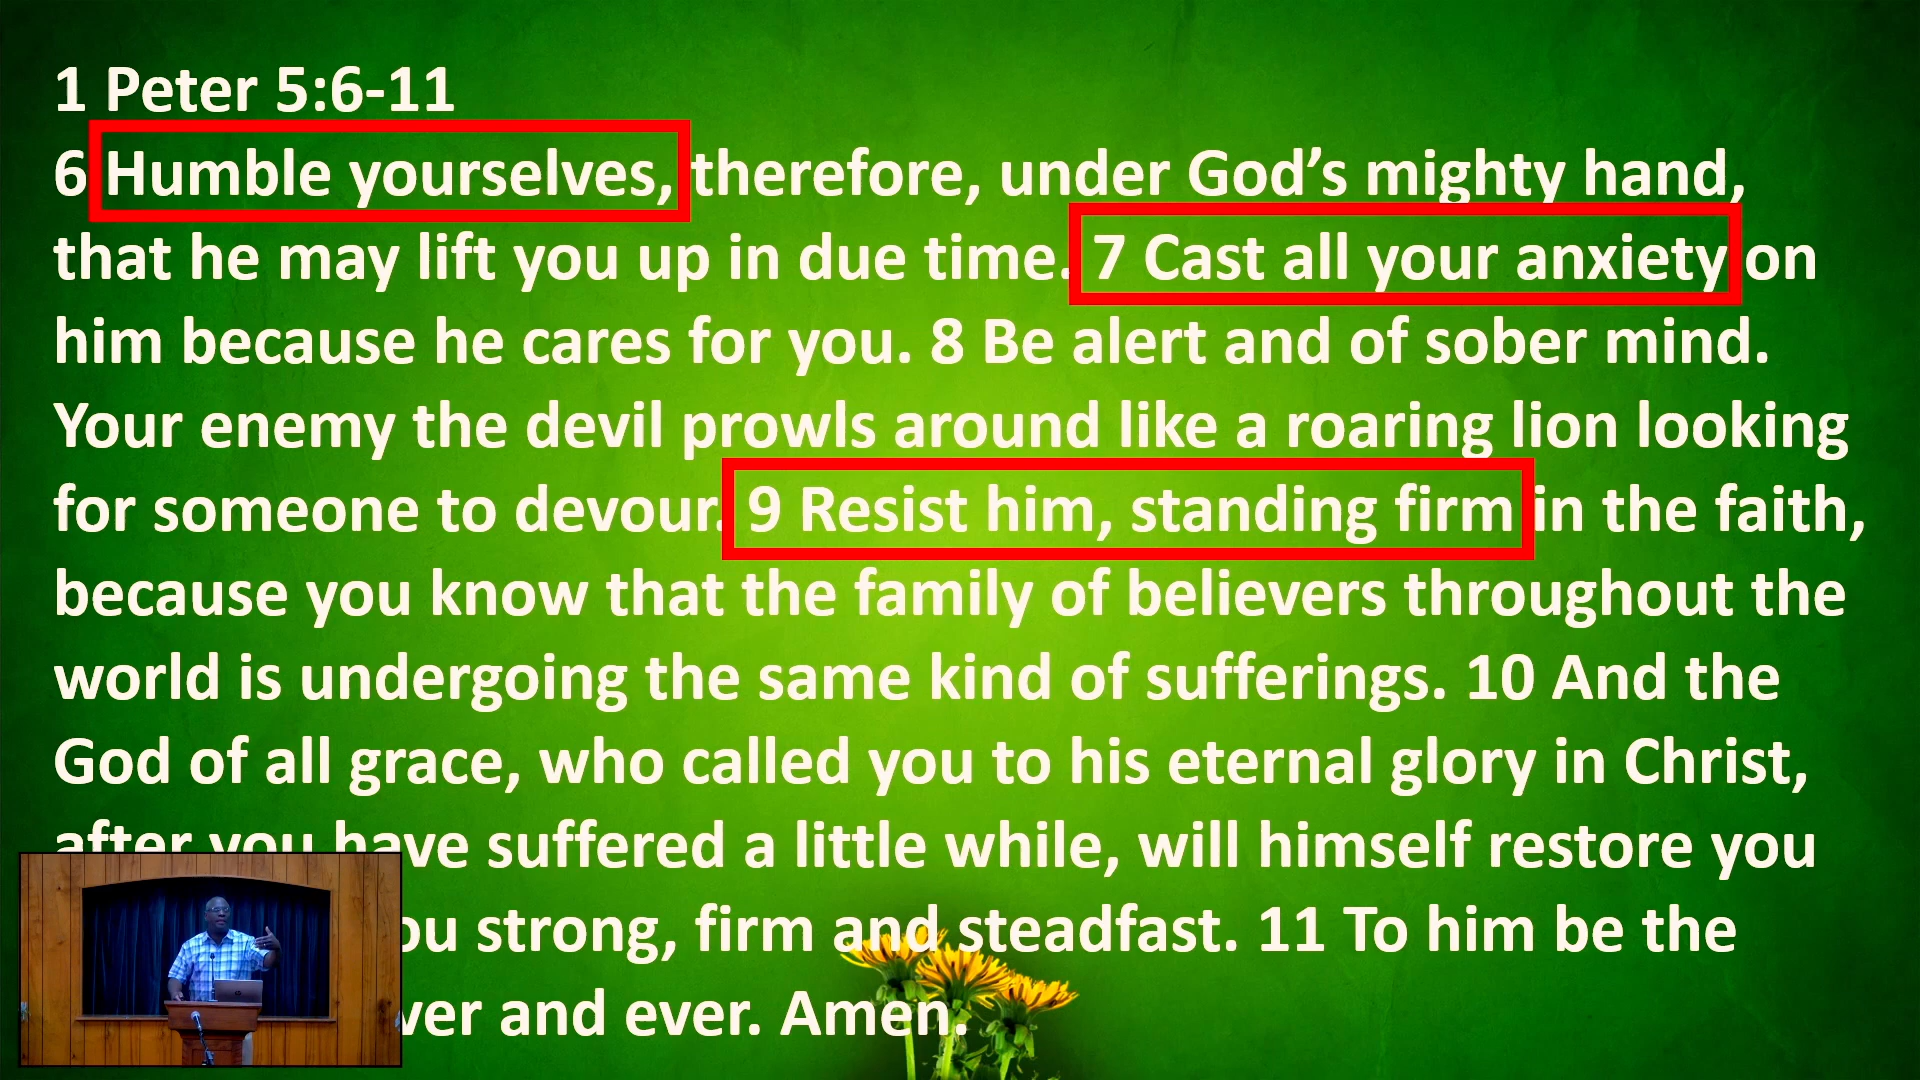 1 Peter 5:6-11
6 Humble yourselves, therefore, under God’s mighty hand,
that he may lift you up in due time. 7 Cast all your anxiety on
him because he cares for you. 8 Be alert and of sober mind.
Your enemy the devil prowls around like a roaring lion looking
for someone to devour. 9 Resist him, standing firm in the faith,
because you know that the family of believers throughout the
world is undergoing the same kind of sufferings. 10 And the
God of all grace, who called you to his eternal glory in Christ,
after you have suffered a little while, will himself restore you
strong, firm and steadfast. 11 To him be the
and ever. Amen.